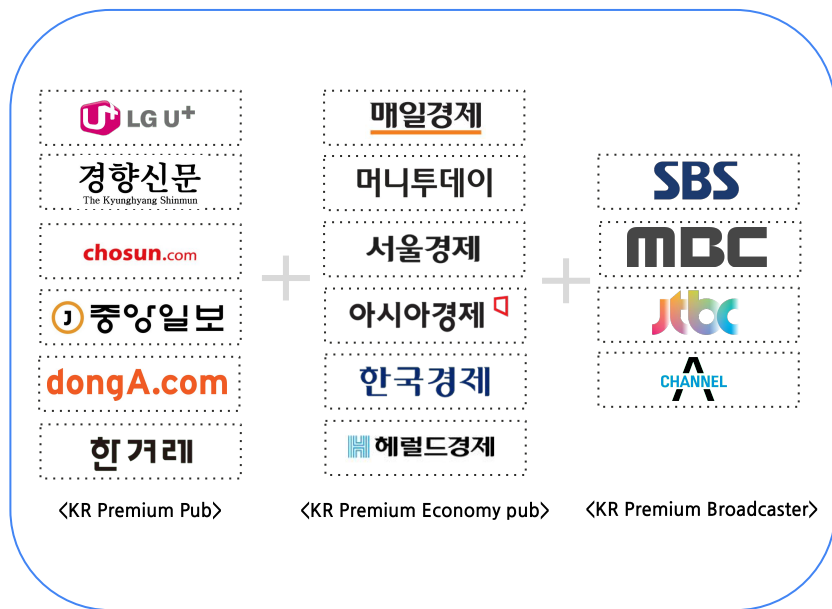 U+ LG U+
경향신문
The Kyunghyang Shinmun
chosun.com
J 중앙일보
dongA.com
한겨레
<KR Premium Pub>
매일경제
머니투데이
서울경제
아시아경제
한국경제
헤럴드경제
<KR Premium Economy pub>
SBS
MBC
jtbc
CHANNEL A
<KR Premium Broadcaster>